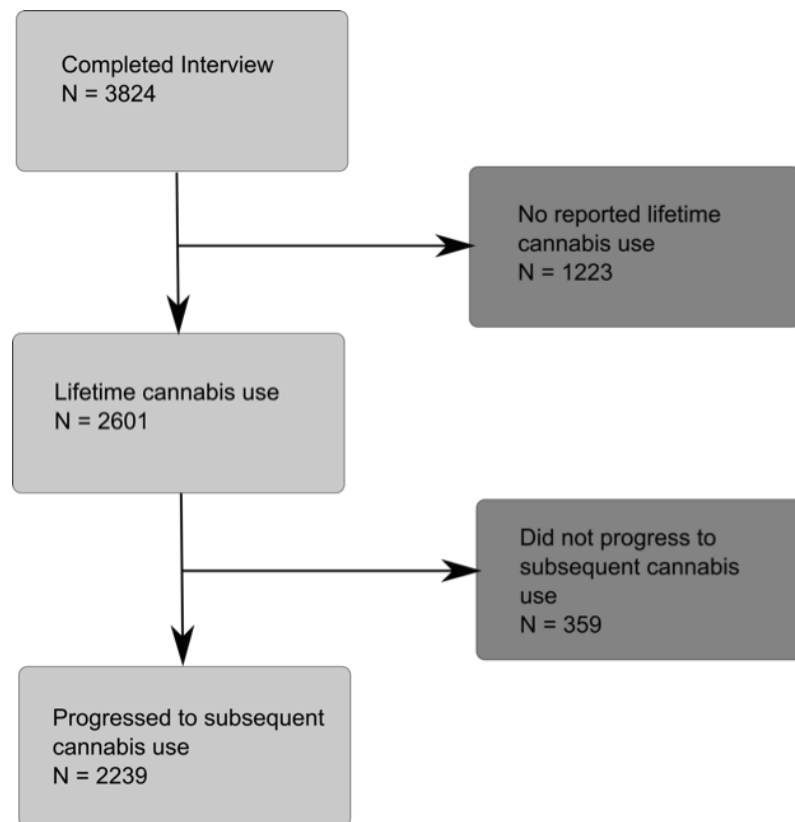 Completed Interview
N = 3824
No reported lifetime
cannabis use
N = 1223
Lifetime cannabis use
N = 2601
Did not progress to
subsequent cannabis
use
N = 359
Progressed to subsequent
cannabis use
N = 2239